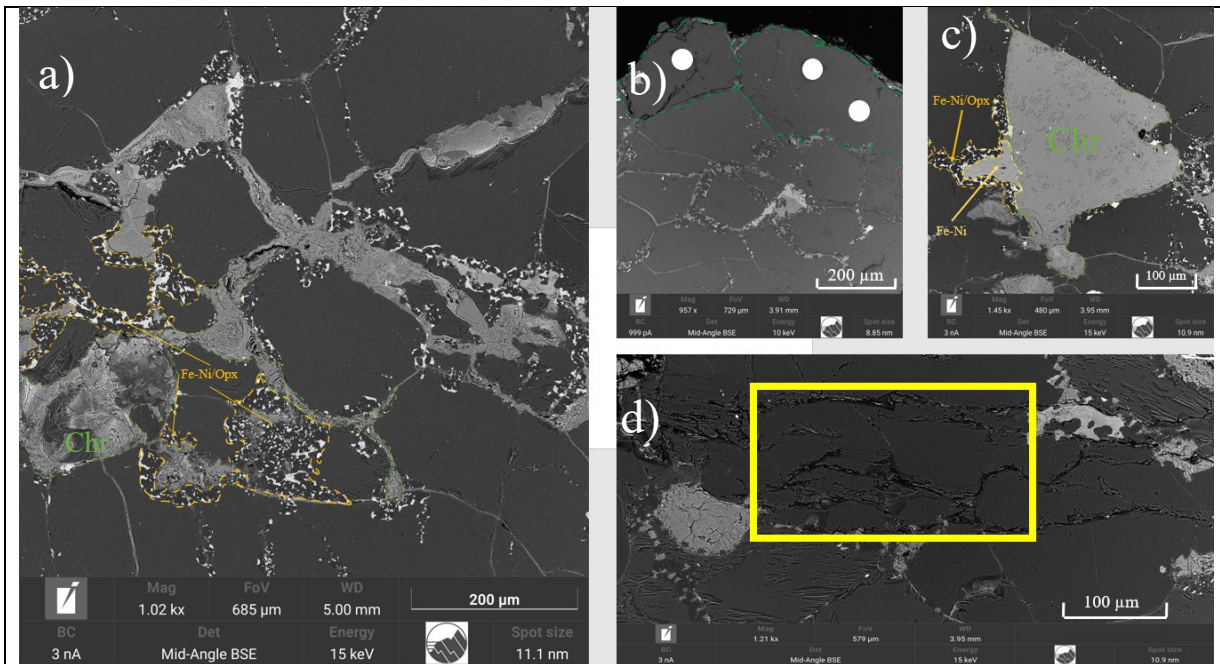 a)
Fe-Ni/Opx
Chr
Mag FoV WD
1.02 kx 685 µm 5.00 mm
200 µm
BC Det Energy Spot size
3 nA Mid-Angle BSE 15 keV 11.1 nm
b)
200 µm
Mag FoV WD
957 x 729 µm 3.91 mm
BC Det Energy Spot size
999 pA Mid-Angle BSE 10 keV 8.85 nm
c)
Fe-Ni/Opx
Chr
Fe-Ni
100 µm
Mag FoV WD
1.45 kx 480 µm 3.95 mm
BC Det Energy Spot size
3 nA Mid-Angle BSE 15 keV 10.9 nm
d)
100 µm
Mag FoV WD
1.21 kx 579 µm 3.95 mm
BC Det Energy Spot size
3 nA Mid-Angle BSE 15 keV 10.9 nm